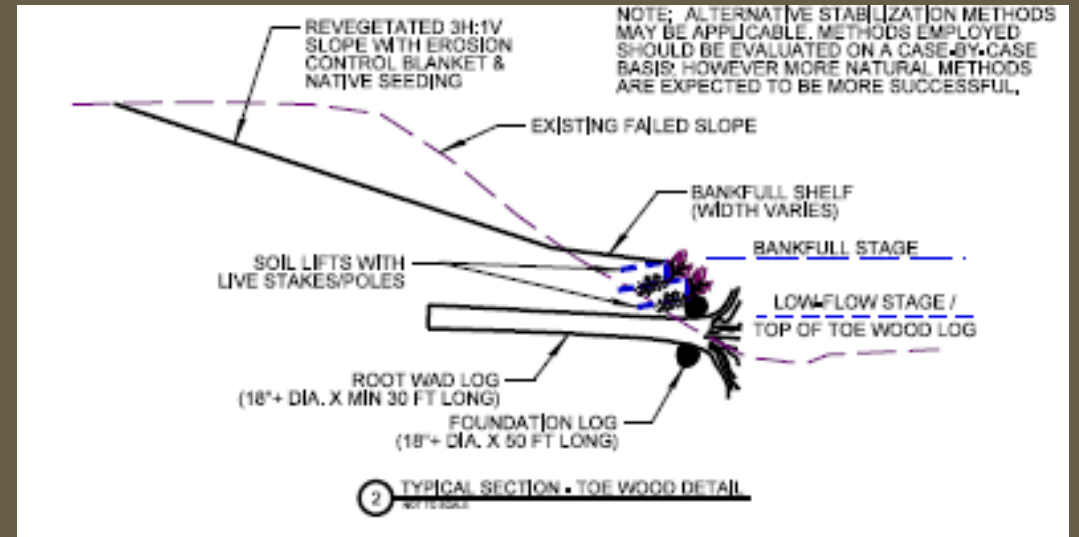 REVEGETATED 3H:1V
SLOPE WITH EROSION
CONTROL BLANKET &
NATIVE SEEDING
NOTE; ALTERNATIVE STABILIZATION METHODS
MAY BE APPLICABLE. METHODS EMPLOYED
SHOULD BE EVALUATED ON A CASE-BY-CASE
BASIS; HOWEVER MORE NATURAL METHODS
ARE EXPECTED TO BE MORE SUCCESSFUL.
EXISTING FAILED SLOPE
BANKFULL SHELF
(WIDTH VARIES)
BANKFULL STAGE
SOIL LIFTS WITH
LIVE STAKES/POLES
LOW-FLOW STAGE /
TOP OF TOE WOOD LOG
ROOT WAD LOG
(18"+ DIA. X MIN 30 FT LONG)
FOUNDATION LOG
(18"+ DIA. X 50 FT LONG)
2
TYPICAL SECTION - TOE WOOD DETAIL
NOT TO SCALE